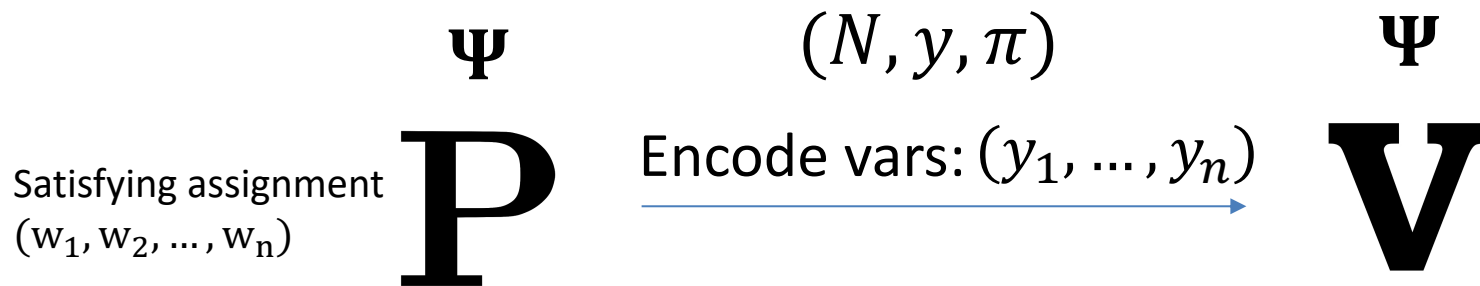 Ψ (N, y, π) Ψ
Encode vars: (y₁, … , yₙ)
Satisfying assignment
(w₁, w₂, … , wₙ)
P V